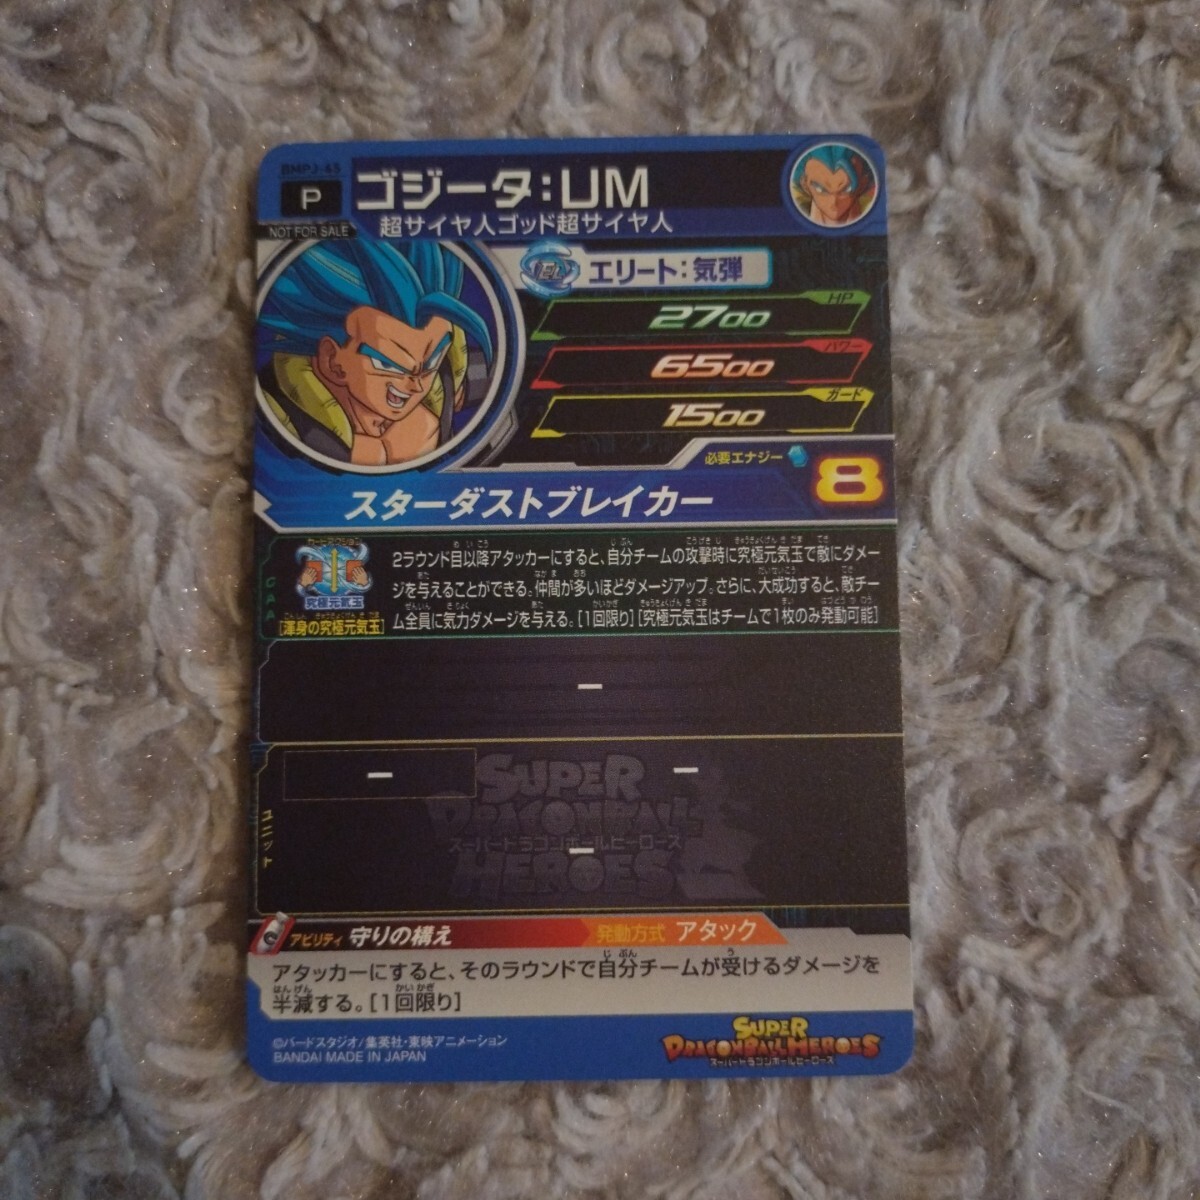 BMPJ-45
P
NOT FOR SALE
ゴジータ:UM
超サイヤ人ゴッド超サイヤ人
エリート:気弾
HP
2700
パワー
6500
ガード
1500
必要エナジー
8
スターダストブレイカー
CAA
カードアクション
究極元気玉
[渾身の究極元気玉]
2ラウンド目以降アタッカーにすると、自分チームの攻撃時に究極元気玉で敵にダメー
ジを与えることができる。仲間が多いほどダメージアップ。さらに、大成功すると、敵チー
ム全員に気力ダメージを与える。[1回限り][究極元気玉はチームで1枚のみ発動可能]
ー
ユニット
ー
ー
ー
SUPER
DRAGONBALL
スーパードラゴンボールヒーローズ
HEROES
アビリティ 守りの構え
発動方式 アタック
アタッカーにすると、そのラウンドで自分チームが受けるダメージを
半減する。[1回限り]
©バードスタジオ/集英社・東映アニメーション
BANDAI MADE IN JAPAN
SUPER
DRAGONBALL HEROES
スーパードラゴンボールヒーローズ